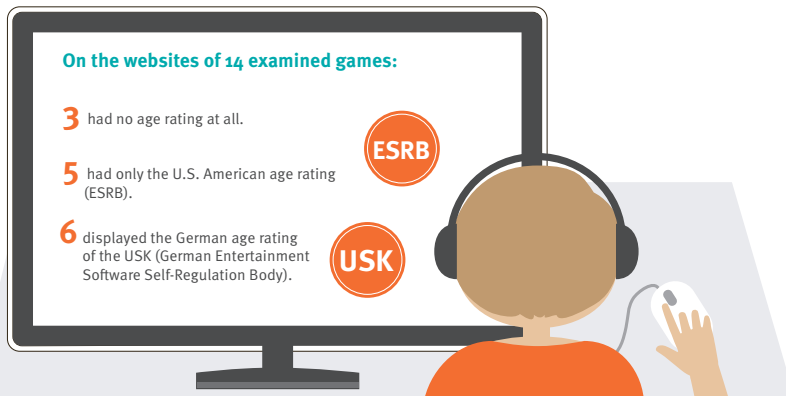 On the websites of 14 examined games:
3 had no age rating at all.
ESRB
5 had only the U.S. American age rating
(ESRB).
6 displayed the German age rating
of the USK (German Entertainment
Software Self-Regulation Body).
USK